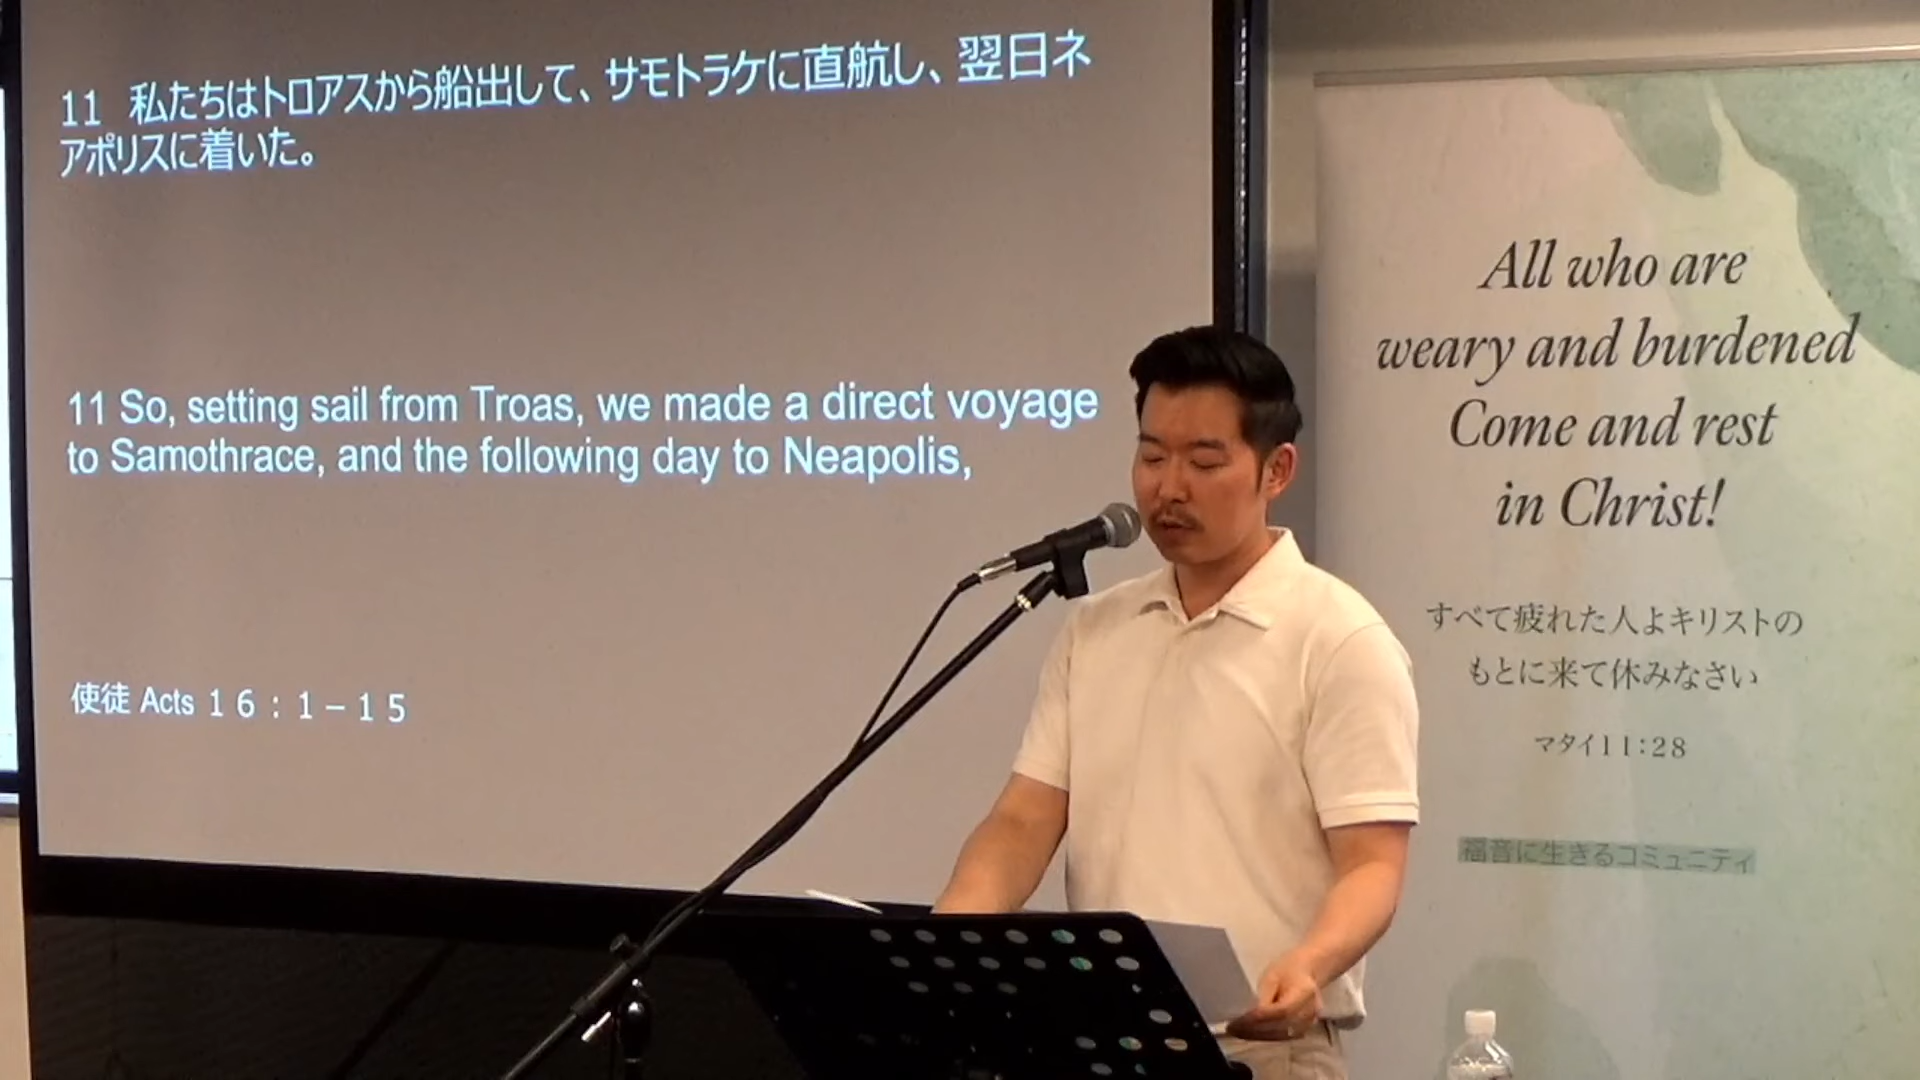 11 私たちはトロアスから船出して、サモトラケに直航し、翌日ネ
アポリスに着いた。
11 So, setting sail from Troas, we made a direct voyage
to Samothrace, and the following day to Neapolis,
使徒 Acts 16:1-15
All who are
weary and burdened
Come and rest
in Christ!
すべて疲れた人よキリストの
もとに来て休みなさい
マタイ11:28
福音に生きるコミュニティ